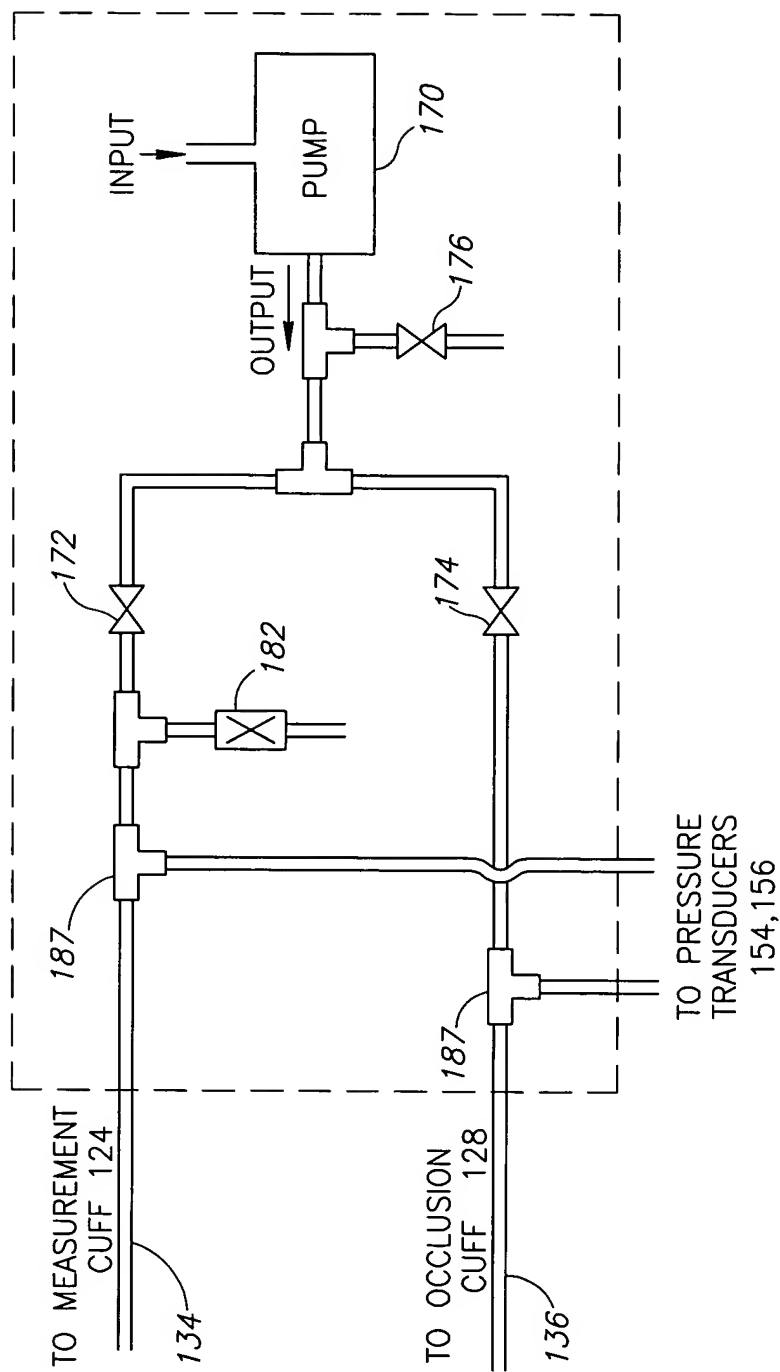 INPUT
PUMP
170
OUTPUT
176
172
182
174
187
187
TO PRESSURE
TRANSDUCERS
154,156
TO MEASUREMENT
CUFF 124
134
TO OCCLUSION
CUFF 128
136